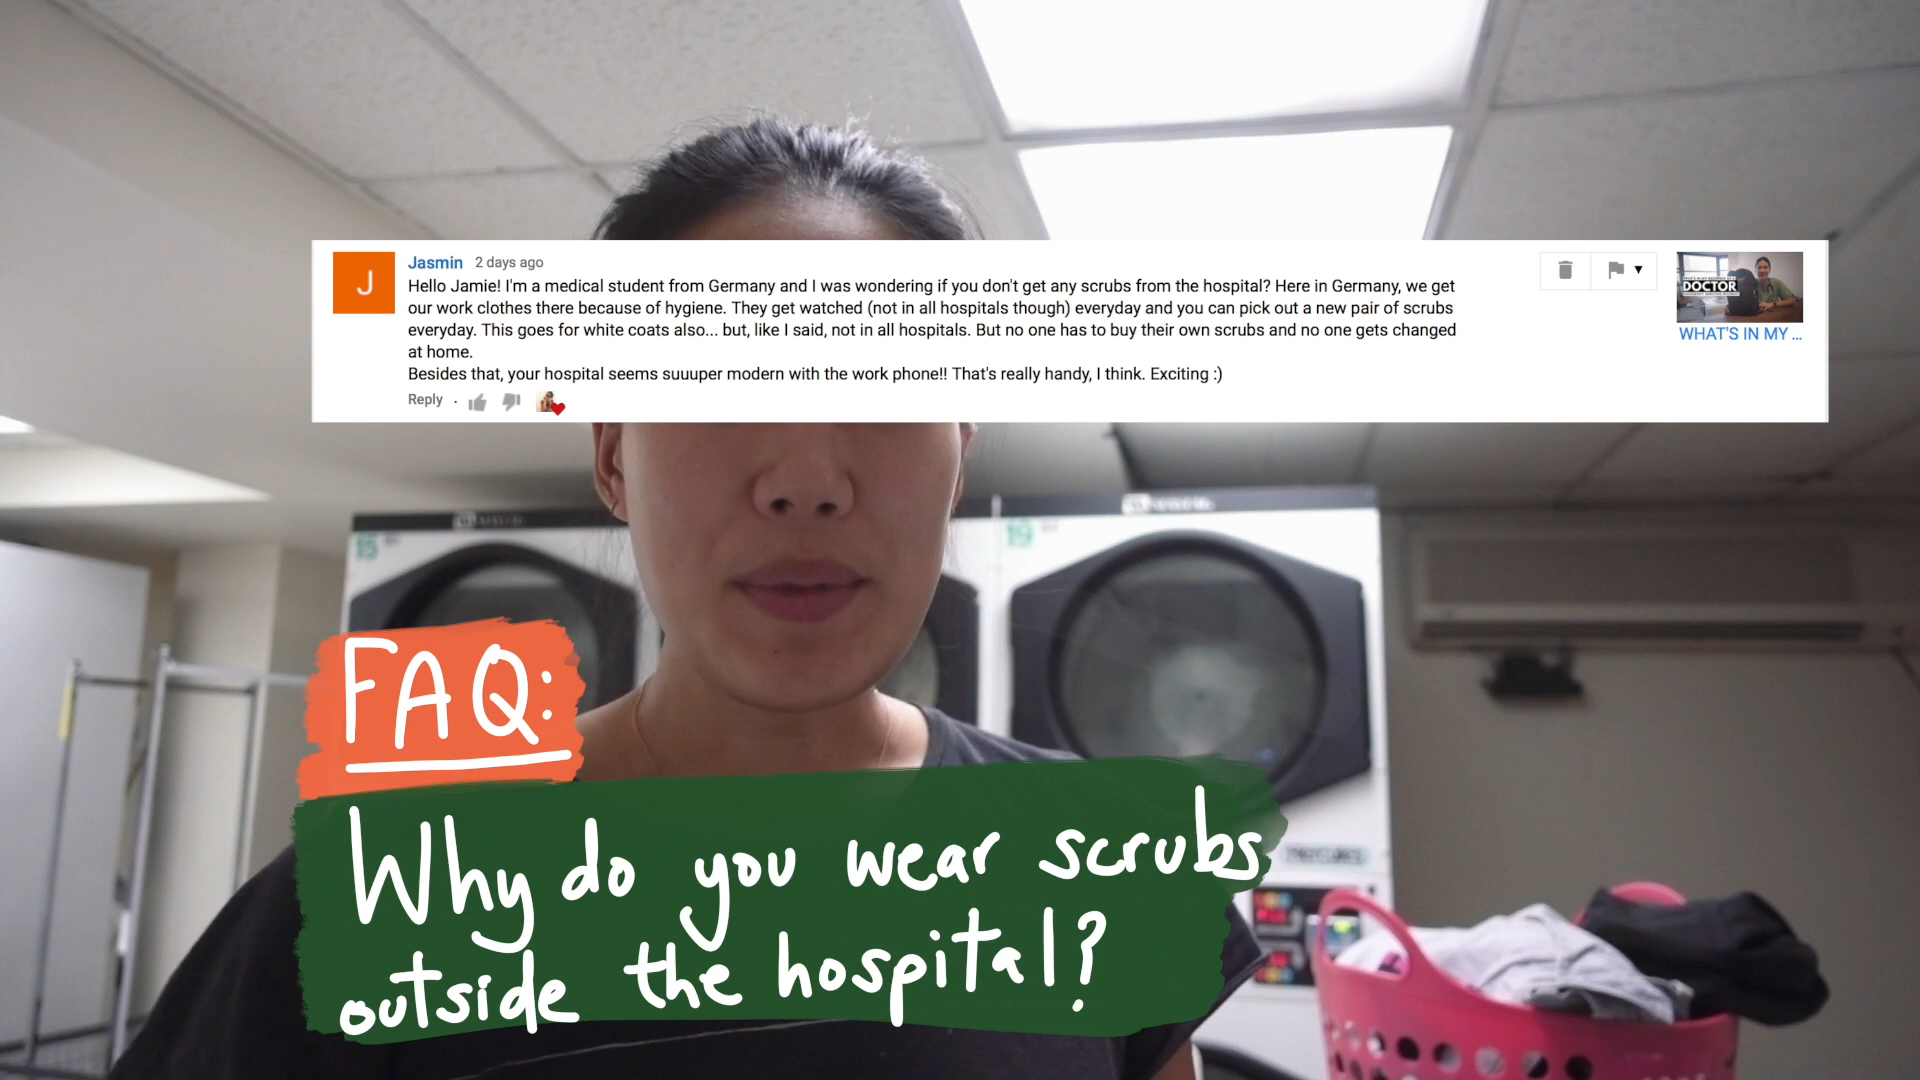 J
Jasmin 2 days ago
Hello Jamie! I'm a medical student from Germany and I was wondering if you don't get any scrubs from the hospital? Here in Germany, we get
our work clothes there because of hygiene. They get watched (not in all hospitals though) everyday and you can pick out a new pair of scrubs
everyday. This goes for white coats also... but, like I said, not in all hospitals. But no one has to buy their own scrubs and no one gets changed
at home.
Besides that, your hospital seems suuuper modern with the work phone!! That's really handy, I think. Exciting :)
Reply
DOCTOR
WHAT'S IN MY ...
15
19
FAQ:
Why do you wear scrubs
outside the hospital?